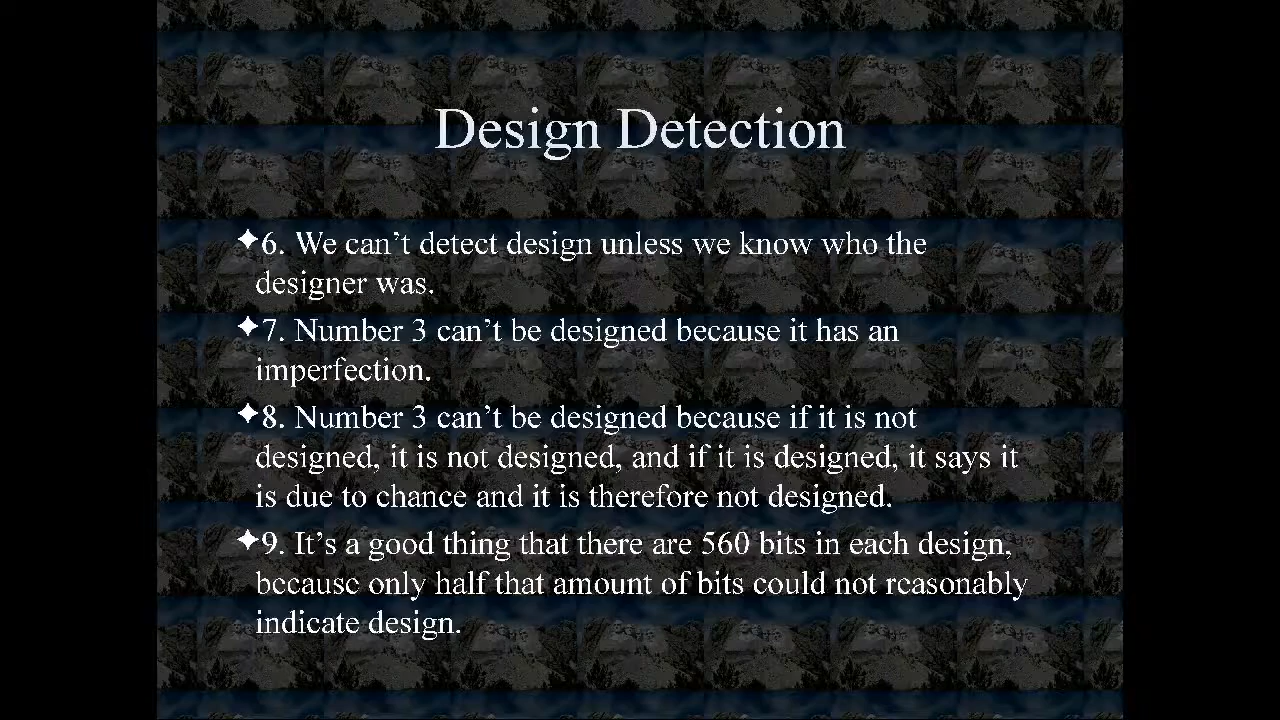 Design Detection
✦6. We can’t detect design unless we know who the
designer was.
✦7. Number 3 can’t be designed because it has an
imperfection.
✦8. Number 3 can’t be designed because if it is not
designed, it is not designed, and if it is designed, it says it
is due to chance and it is therefore not designed.
✦9. It’s a good thing that there are 560 bits in each design,
because only half that amount of bits could not reasonably
indicate design.